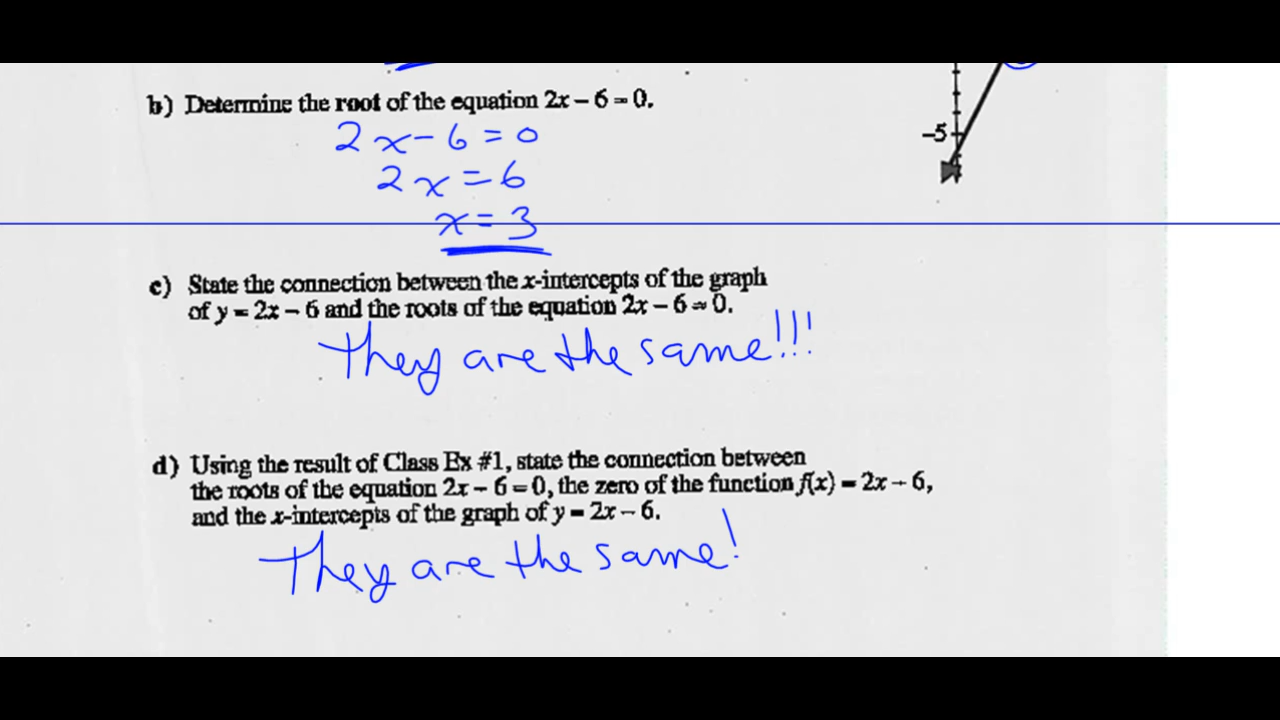 b) Determine the root of the equation 2x – 6 = 0.
–5
2x – 6 = 0
2x = 6
x = 3
c) State the connection between the x-intercepts of the graph
of y = 2x – 6 and the roots of the equation 2x – 6 = 0.
They are the same!!!
d) Using the result of Class Ex #1, state the connection between
the roots of the equation 2x – 6 = 0, the zero of the function f(x) = 2x – 6,
and the x-intercepts of the graph of y = 2x – 6.
They are the same!